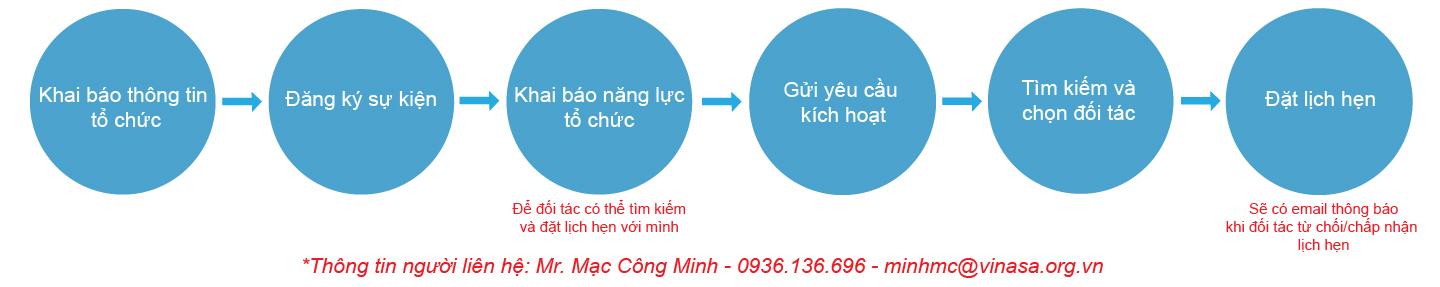 Khai báo thông tin
tổ chức
Đăng ký sự kiện
Khai báo năng lực
tổ chức
Để đối tác có thể tìm kiếm
và đặt lịch hẹn với mình
Gửi yêu cầu
kích hoạt
Tìm kiếm và
chọn đối tác
Đặt lịch hẹn
Sẽ có email thông báo
khi đối tác từ chối/chấp nhận
lịch hẹn
*Thông tin người liên hệ: Mr. Mạc Công Minh - 0936.136.696 - minhmc@vinasa.org.vn